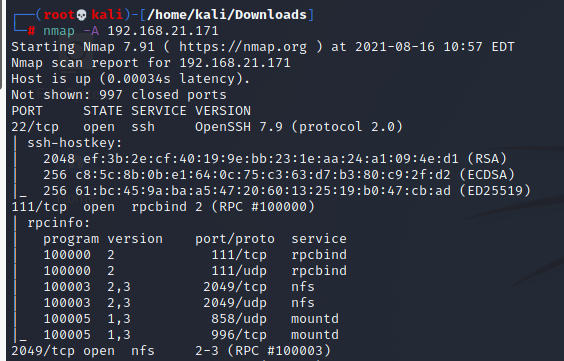 ┌──(root💀kali)-[/home/kali/Downloads]
└─# nmap -A 192.168.21.171
Starting Nmap 7.91 ( https://nmap.org ) at 2021-08-16 10:57 EDT
Nmap scan report for 192.168.21.171
Host is up (0.00034s latency).
Not shown: 997 closed ports
PORT     STATE SERVICE VERSION
22/tcp   open  ssh     OpenSSH 7.9 (protocol 2.0)
| ssh-hostkey:
|   2048 ef:3b:2e:cf:40:19:9e:bb:23:1e:aa:24:a1:09:4e:d1 (RSA)
|   256 c8:5c:8b:0b:e1:64:0c:75:c3:63:d7:b3:80:c9:2f:d2 (ECDSA)
|_  256 61:bc:45:9a:ba:a5:47:20:60:13:25:19:b0:47:cb:ad (ED25519)
111/tcp  open  rpcbind 2 (RPC #100000)
| rpcinfo:
|   program version    port/proto  service
|   100000  2            111/tcp   rpcbind
|   100000  2            111/udp   rpcbind
|   100003  2,3         2049/tcp   nfs
|   100003  2,3         2049/udp   nfs
|   100005  1,3          858/udp   mountd
|_  100005  1,3          996/tcp   mountd
2049/tcp open  nfs     2-3 (RPC #100003)